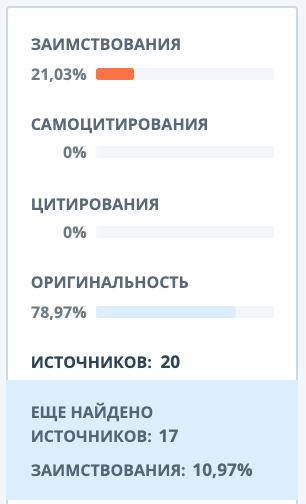 ЗАИМСТВОВАНИЯ
21,03%
САМОЦИТИРОВАНИЯ
0%
ЦИТИРОВАНИЯ
0%
ОРИГИНАЛЬНОСТЬ
78,97%
ИСТОЧНИКОВ: 20
ЕЩЕ НАЙДЕНО
ИСТОЧНИКОВ: 17
ЗАИМСТВОВАНИЯ: 10,97%